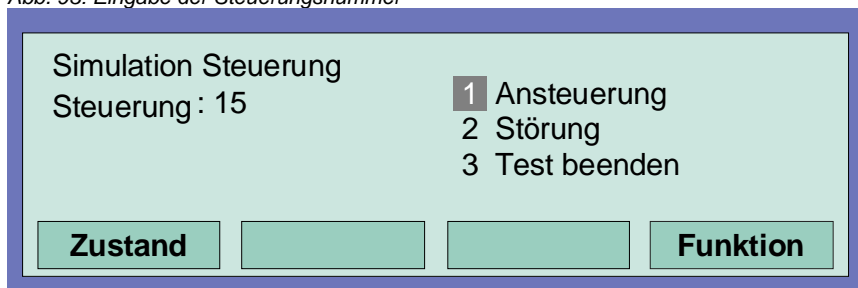 Abb. 98: Eingabe der Steuerungsnummer
Simulation Steuerung
Steuerung : 15
1 Ansteuerung
2 Störung
3 Test beenden
Zustand
Funktion